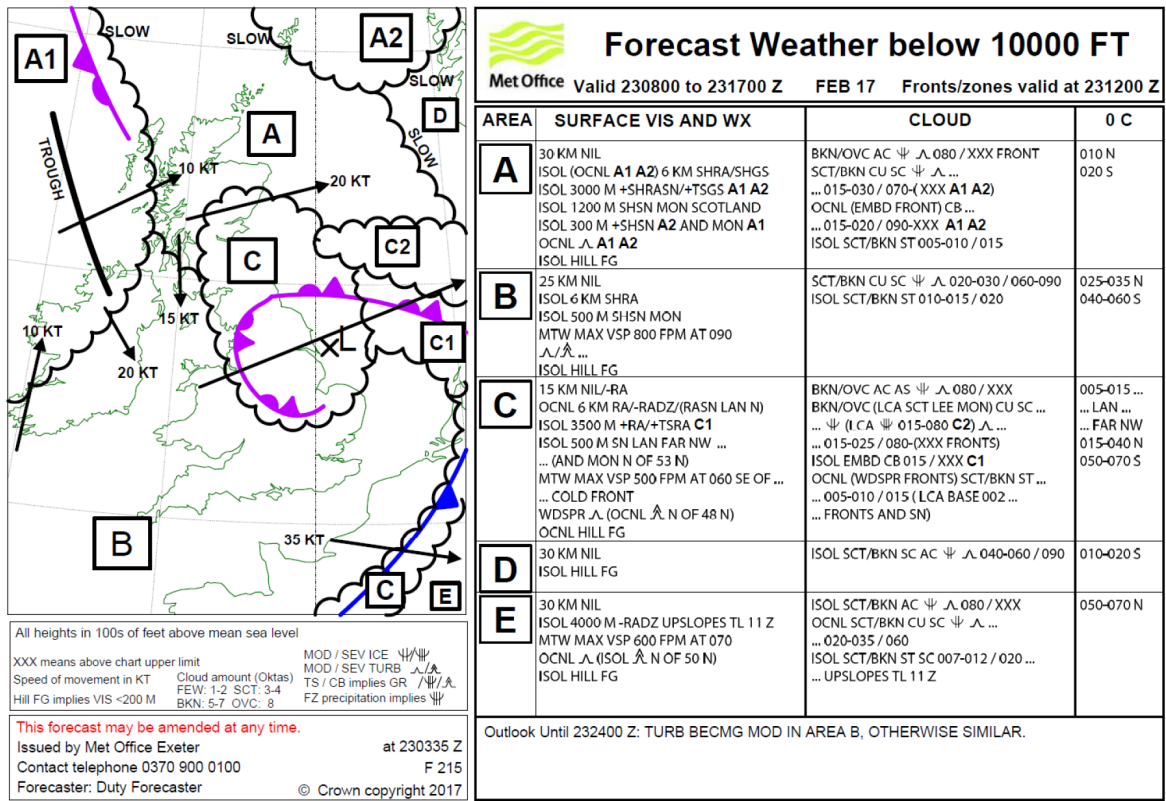 A1
SLOW
SLOW
A2
SLOW
D
SLOW
A
TROUGH
10 KT
20 KT
C2
C
15 KT
10 KT
L
C1
20 KT
B
35 KT
C
E
All heights in 100s of feet above mean sea level
XXX means above chart upper limit
Speed of movement in KT
Hill FG implies VIS <200 M
Cloud amount (Oktas)
FEW: 1-2 SCT: 3-4
BKN: 5-7 OVC: 8
MOD / SEV ICE /
MOD / SEV TURB /
TS / CB implies GR / /
FZ precipitation implies
This forecast may be amended at any time.
Issued by Met Office Exeter at 230335 Z
Contact telephone 0370 900 0100 F 215
Forecaster: Duty Forecaster © Crown copyright 2017
Met Office
Forecast Weather below 10000 FT
Valid 230800 to 231700 Z FEB 17 Fronts/zones valid at 231200 Z
AREA SURFACE VIS AND WX CLOUD 0 C
A
30 KM NIL
ISOL (OCNL A1 A2) 6 KM SHRA/SHGS
ISOL 3000 M +SHRASN/+TSGS A1 A2
ISOL 1200 M SHSN MON SCOTLAND
ISOL 300 M +SHSN A2 AND MON A1
OCNL A1 A2
ISOL HILL FG
BKN/OVC AC 080 / XXX FRONT
SCT/BKN CU SC ...
... 015-030 / 070-( XXX A1 A2)
OCNL (EMBD FRONT) CB ...
... 015-020 / 090-XXX A1 A2
ISOL SCT/BKN ST 005-010 / 015
010 N
020 S
B
25 KM NIL
ISOL 6 KM SHRA
ISOL 500 M SHSN MON
MTW MAX VSP 800 FPM AT 090
/ ...
ISOL HILL FG
SCT/BKN CU SC 020-030 / 060-090
ISOL SCT/BKN ST 010-015 / 020
025-035 N
040-060 S
C
15 KM NIL/-RA
OCNL 6 KM RA/-RADZ/(RASN LAN N)
ISOL 3500 M +RA/+TSRA C1
ISOL 500 M SN LAN FAR NW ...
... (AND MON N OF 53 N)
MTW MAX VSP 500 FPM AT 060 SE OF ...
... COLD FRONT
WDSPR (OCNL N OF 48 N)
OCNL HILL FG
BKN/OVC AC AS 080 / XXX
BKN/OVC (LCA SCT LEE MON) CU SC ...
... (LCA 015-080 C2) ...
... 015-025 / 080-(XXX FRONTS)
ISOL EMBD CB 015 / XXX C1
OCNL (WDSPR FRONTS) SCT/BKN ST ...
... 005-010 / 015 ( LCA BASE 002 ...
... FRONTS AND SN)
005-015 ...
... LAN ...
... FAR NW
015-040 N
050-070 S
D
30 KM NIL
ISOL HILL FG
ISOL SCT/BKN SC AC 040-060 / 090
010-020 S
E
30 KM NIL
ISOL 4000 M -RADZ UPSLOPES TL 11 Z
MTW MAX VSP 600 FPM AT 070
OCNL (ISOL N OF 50 N)
ISOL HILL FG
ISOL SCT/BKN AC 080 / XXX
OCNL SCT/BKN CU SC ...
... 020-035 / 060
ISOL SCT/BKN ST SC 007-012 / 020 ...
... UPSLOPES TL 11 Z
050-070 N
Outlook Until 232400 Z: TURB BECMG MOD IN AREA B, OTHERWISE SIMILAR.